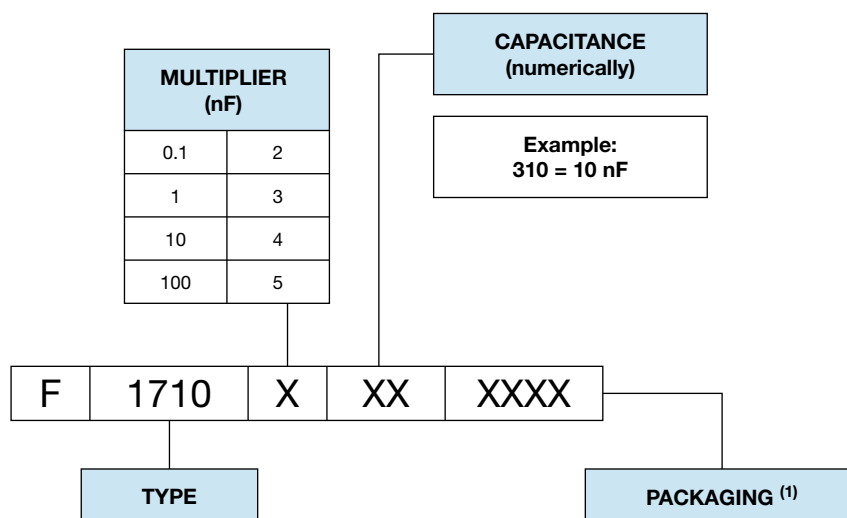 CAPACITANCE
(numerically)
MULTIPLIER
(nF)
Example:
310 = 10 nF
0.1 2
1 3
10 4
100 5
F 1710 X XX XXXX
TYPE PACKAGING (1)